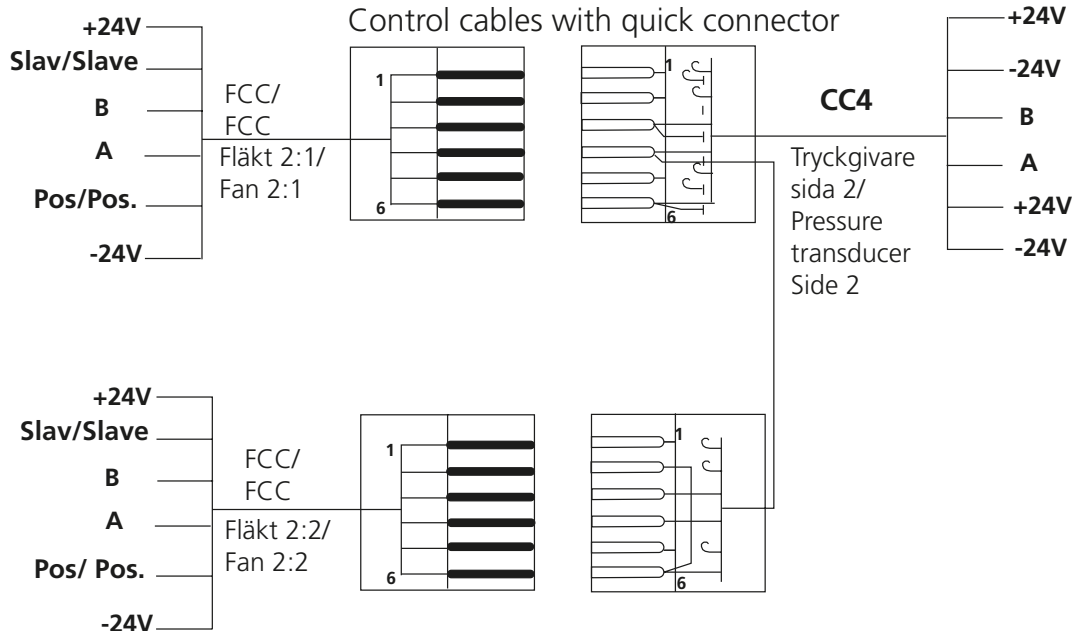 Control cables with quick connector
+24V
Slav/Slave
B
A
Pos/Pos.
-24V
FCC/
FCC
Fläkt 2:1/
Fan 2:1
1
6
1
6
CC4
Tryckgivare
sida 2/
Pressure
transducer
Side 2
+24V
-24V
B
A
+24V
-24V
+24V
Slav/Slave
B
A
Pos/ Pos.
-24V
FCC/
FCC
Fläkt 2:2/
Fan 2:2
1
6
1
6